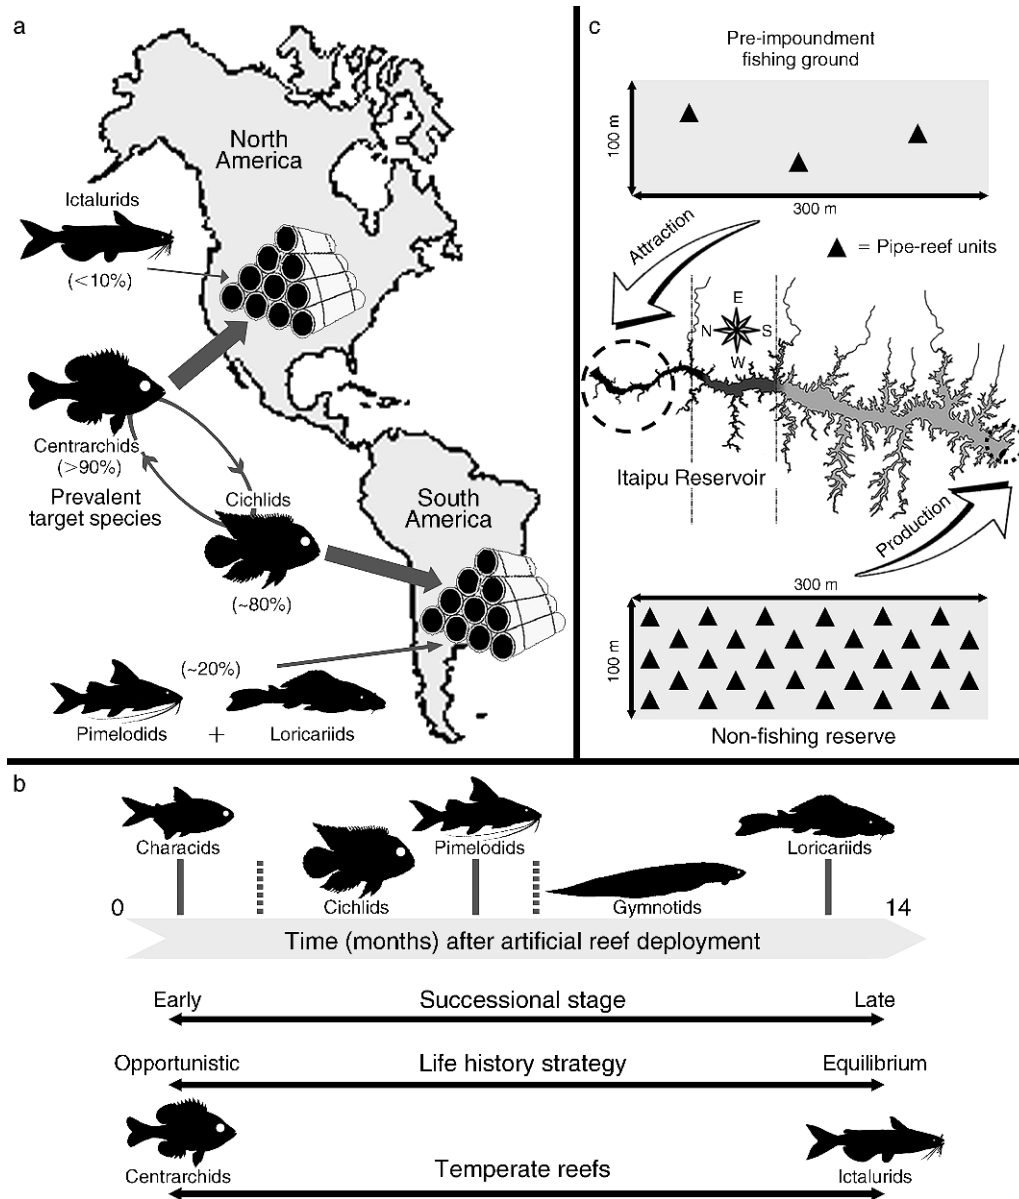 a
North
America
Ictalurids
(<10%)
Centrarchids
(>90%)
Prevalent
target species
Cichlids
(~80%)
South
America
(~20%)
Pimelodids + Loricariids
c
Pre-impoundment
fishing ground
100 m
300 m
Attraction
▲ = Pipe-reef units
E
N S
W
Itaipu Reservoir
Production
300 m
100 m
Non-fishing reserve
b
Characids
Cichlids
Pimelodids
Gymnotids
Loricariids
0 14
Time (months) after artificial reef deployment
Early Successional stage Late
Opportunistic Life history strategy Equilibrium
Centrarchids Temperate reefs Ictalurids